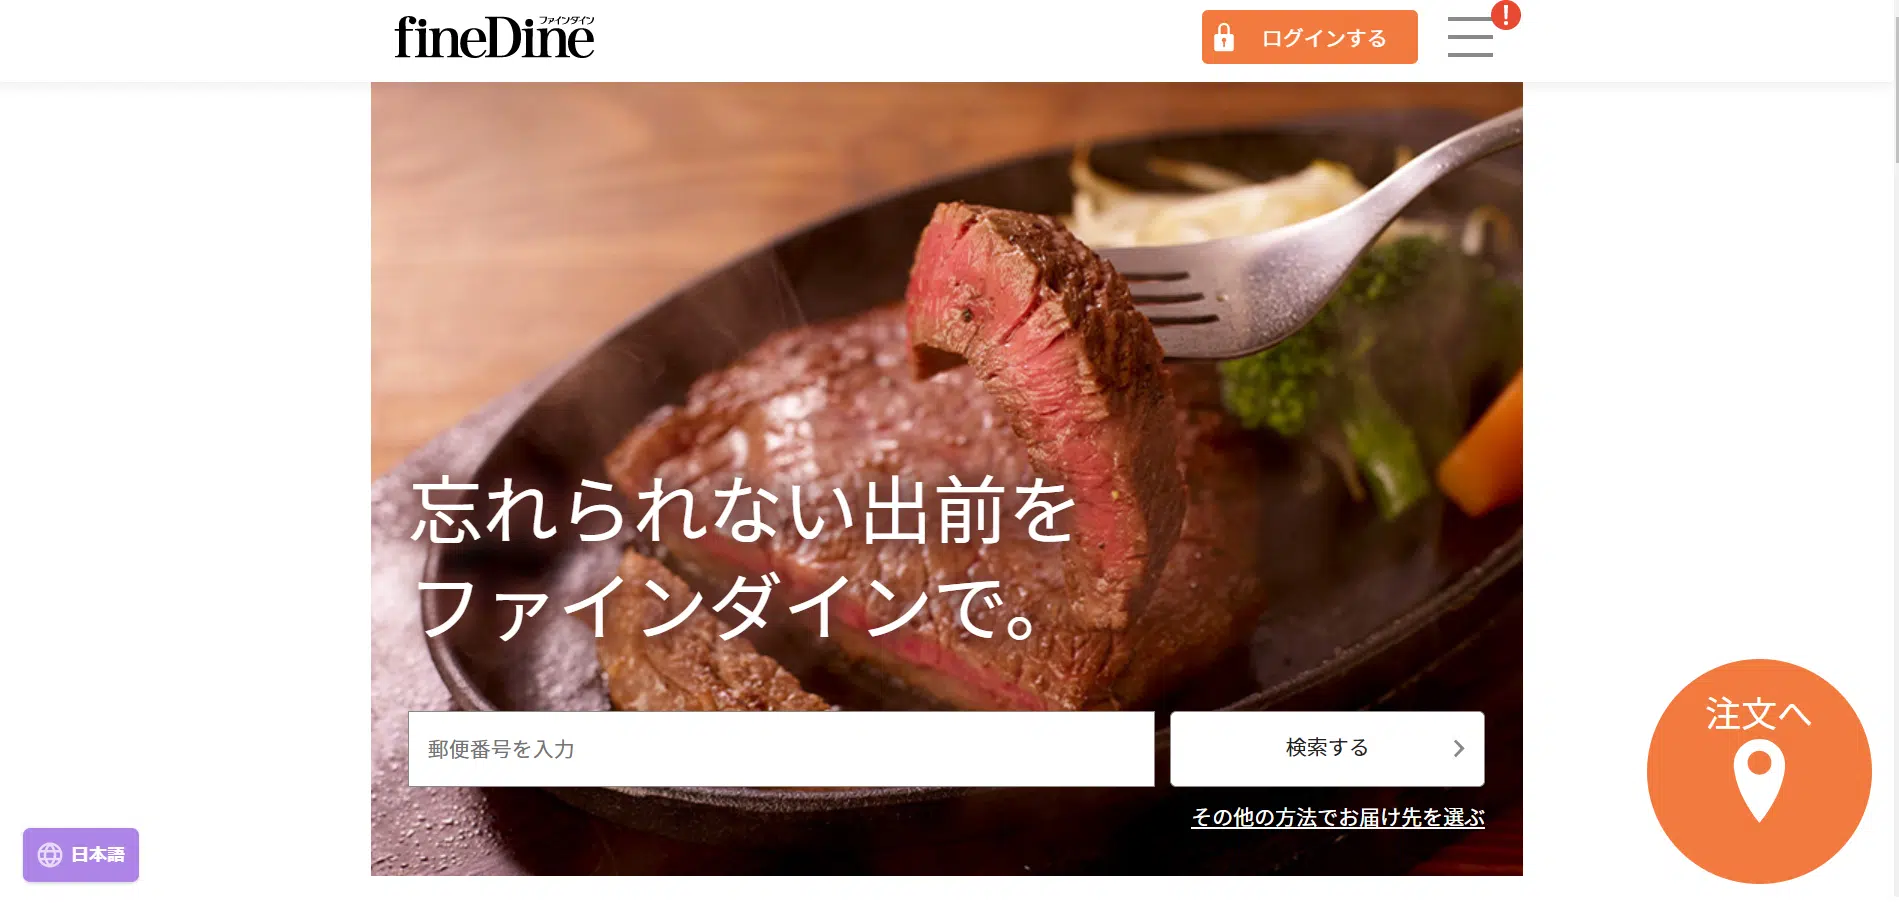 ファインダイン
fineDine
ログインする
!
忘れられない出前を
ファインダインで。
郵便番号を入力
検索する
その他の方法でお届け先を選ぶ
注文へ
日本語